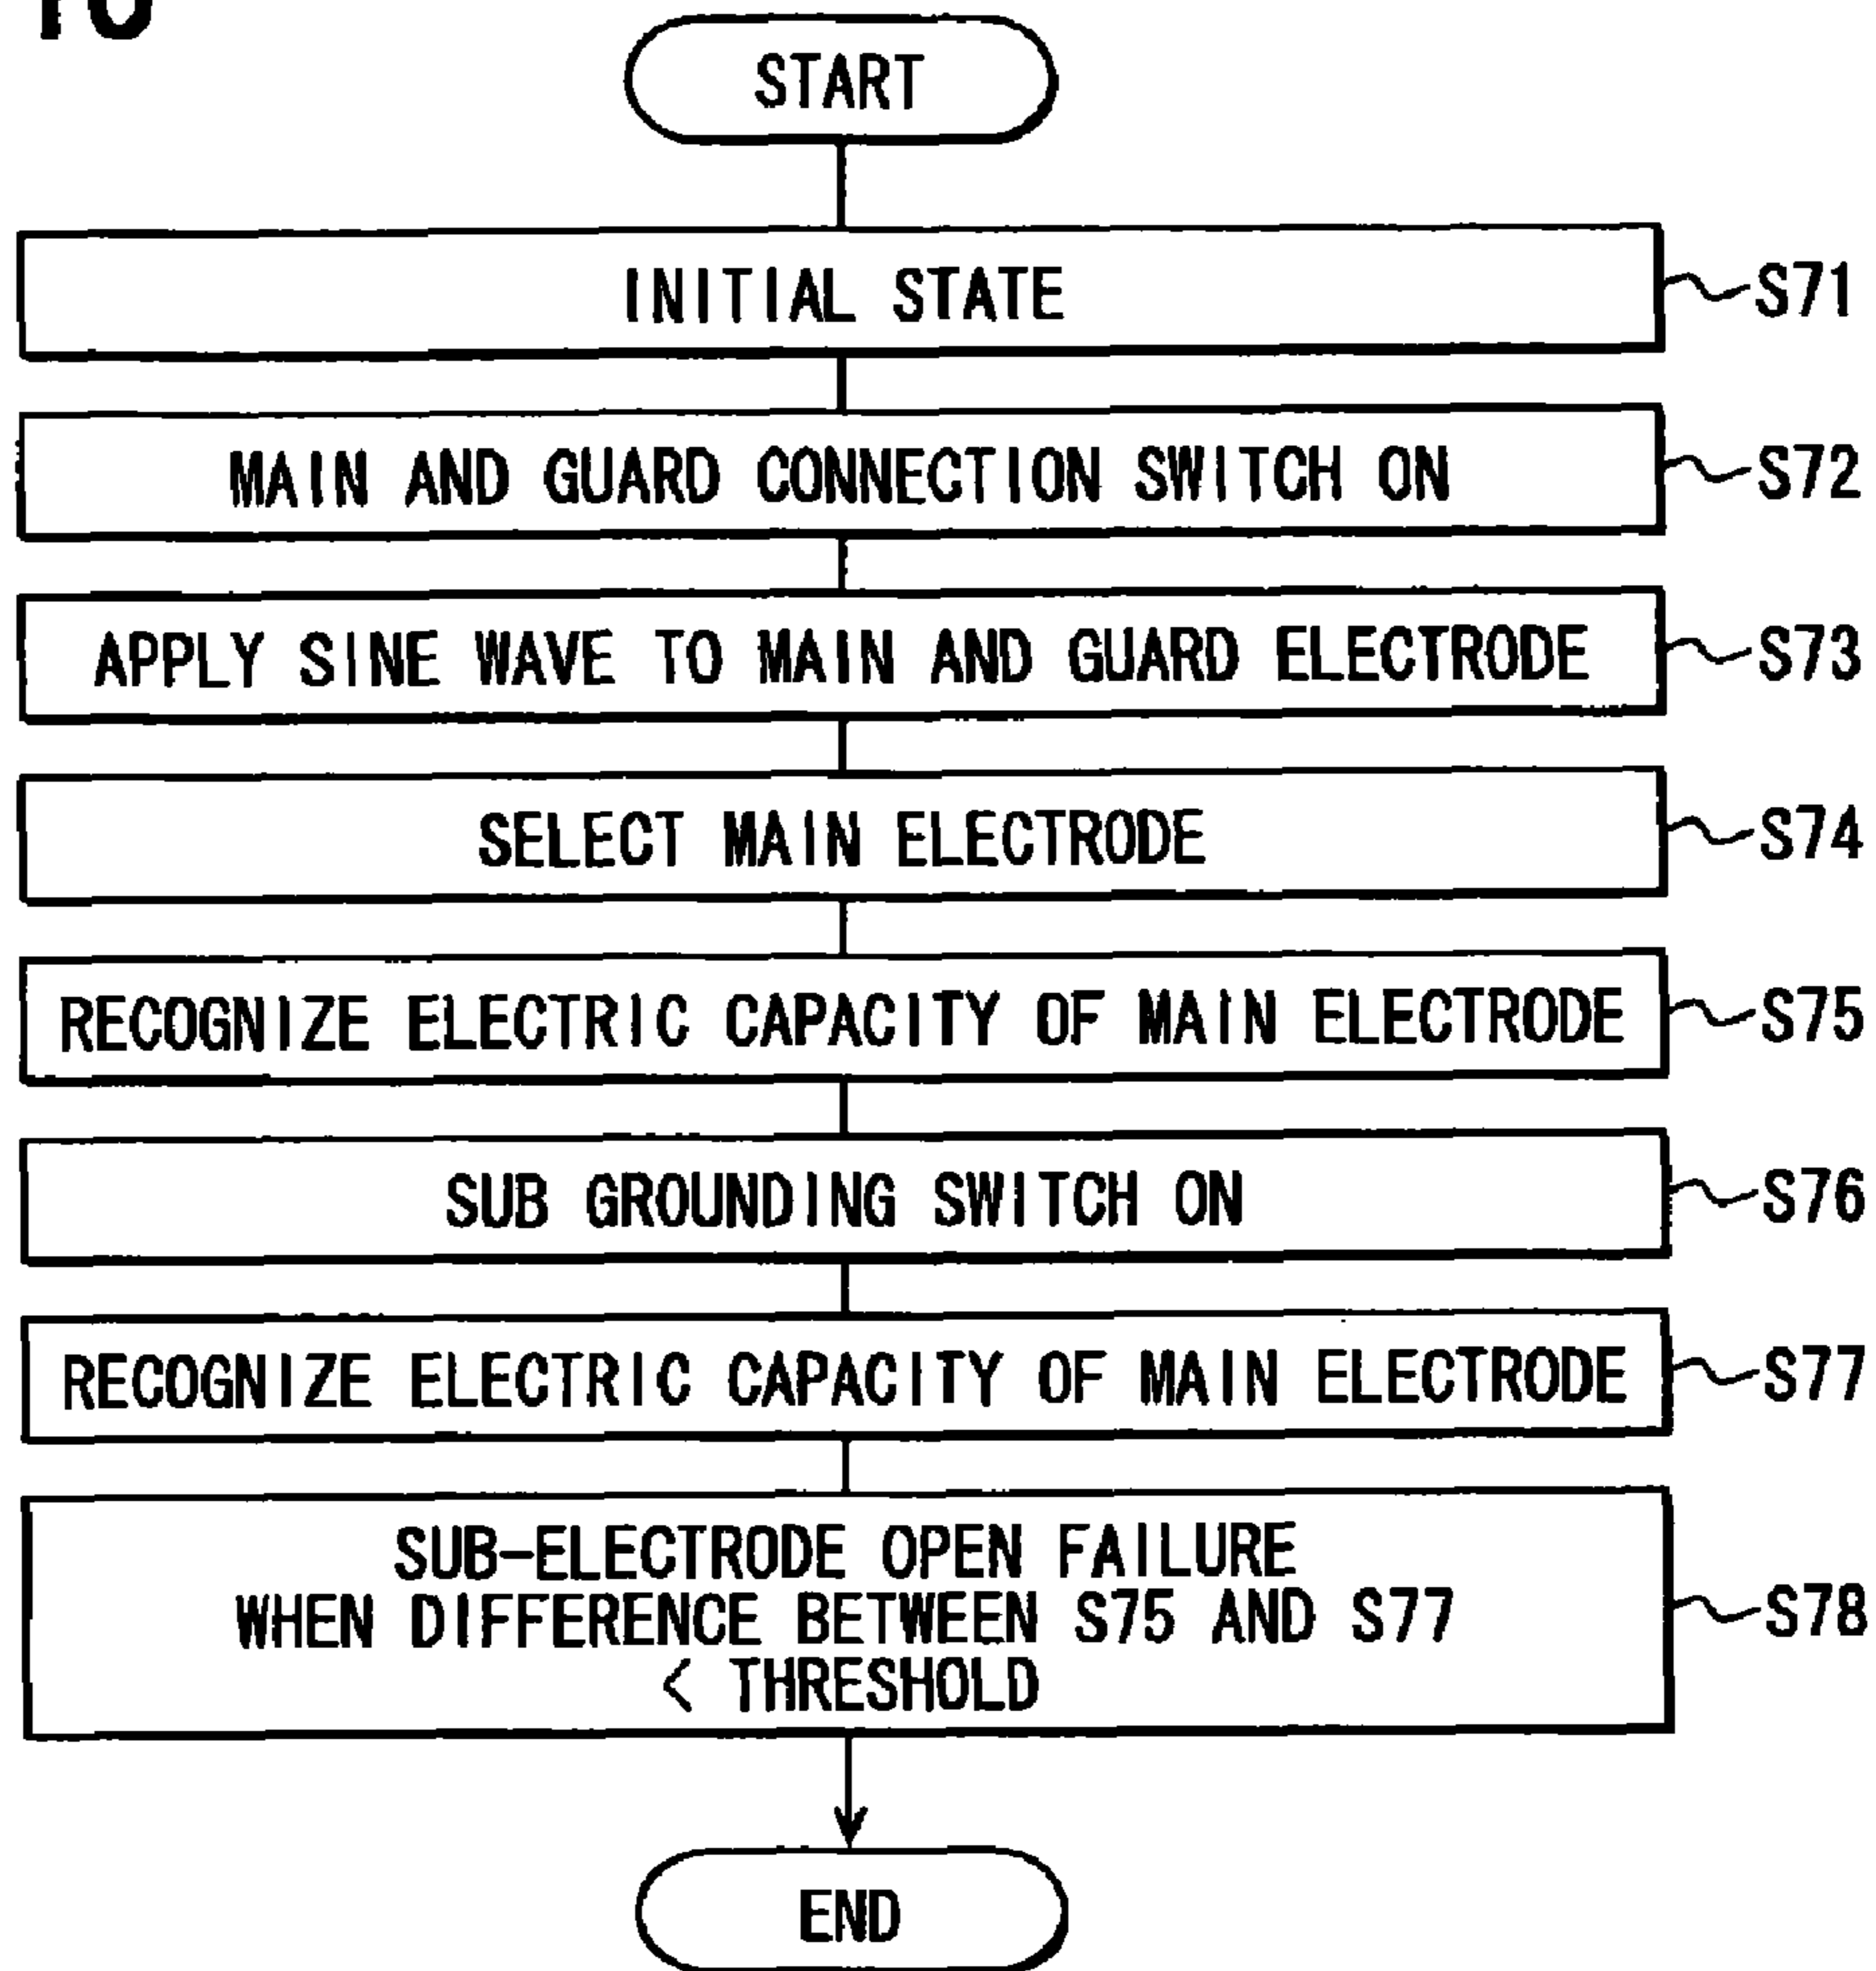 START
INITIAL STATE S71
MAIN AND GUARD CONNECTION SWITCH ON S72
APPLY SINE WAVE TO MAIN AND GUARD ELECTRODE S73
SELECT MAIN ELECTRODE S74
RECOGNIZE ELECTRIC CAPACITY OF MAIN ELECTRODE S75
SUB GROUNDING SWITCH ON S76
RECOGNIZE ELECTRIC CAPACITY OF MAIN ELECTRODE S77
SUB-ELECTRODE OPEN FAILURE
WHEN DIFFERENCE BETWEEN S75 AND S77 S78
< THRESHOLD
END